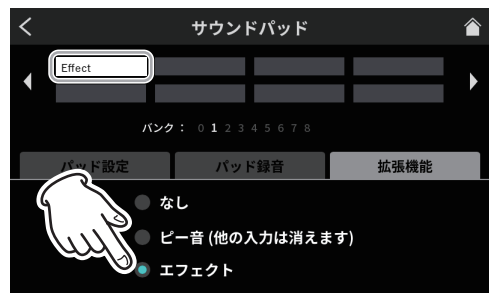 サウンドパッド
Effect
バンク： 0 1 2 3 4 5 6 7 8
パッド設定 パッド録音 拡張機能
なし
ピー音 (他の入力は消えます)
エフェクト